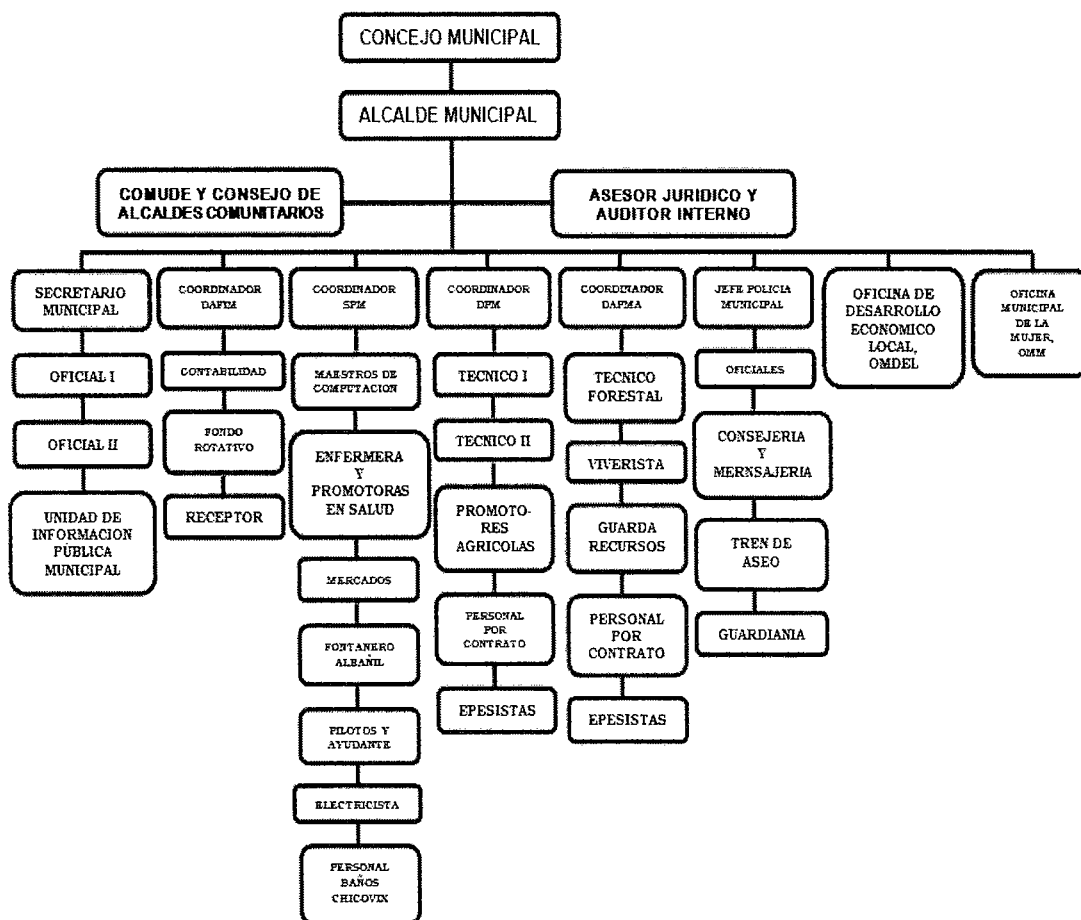 CONCEJO MUNICIPAL
ALCALDE MUNICIPAL
COMUDE Y CONSEJO DE
ALCALDES COMUNITARIOS
ASESOR JURIDICO Y
AUDITOR INTERNO
SECRETARIO
MUNICIPAL
OFICIAL I
OFICIAL II
UNIDAD DE
INFORMACION
PÚBLICA
MUNICIPAL
COORDINADOR
DAFIM
CONTABILIDAD
FONDO
ROTATIVO
RECEPTOR
COORDINADOR
SPM
MAESTROS DE
COMPUTACION
ENFERMERA
Y
PROMOTORAS
EN SALUD
MERCADOS
FONTANERO
ALBAÑIL
PILOTOS Y
AYUDANTE
ELECTRICISTA
PERSONAL
BAÑOS
CHICOVIX
COORDINADOR
DPM
TECNICO I
TECNICO II
PROMOTO-
RES
AGRICOLAS
PERSONAL
POR
CONTRATO
EPESISTAS
COORDINADOR
DAPMA
TECNICO
FORESTAL
VIVERISTA
GUARDA
RECURSOS
PERSONAL
POR
CONTRATO
EPESISTAS
JEFE POLICIA
MUNICIPAL
OFICIALES
CONSEJERIA
Y
MERNSAJERIA
TREN DE
ASEO
GUARDIANIA
OFICINA DE
DESARROLLO
ECONOMICO
LOCAL,
OMDEL
OFICINA
MUNICIPAL
DE LA
MUJER,
OMM